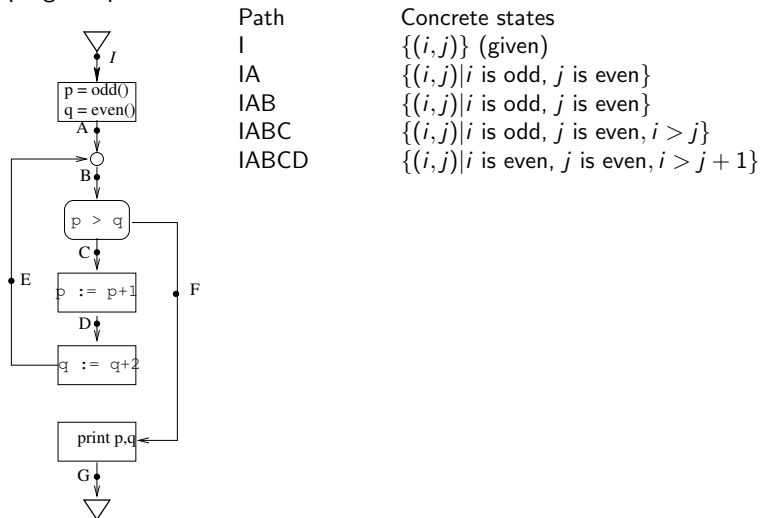 Path Concrete states
I {(i,j)} (given)
IA {(i,j)|i is odd, j is even}
IAB {(i,j)|i is odd, j is even}
IABC {(i,j)|i is odd, j is even, i > j}
IABCD {(i,j)|i is even, j is even, i > j + 1}
I
p = odd()
q = even()
A
B
p > q
C
E
F
p := p+1
D
q := q+2
print p,q
G